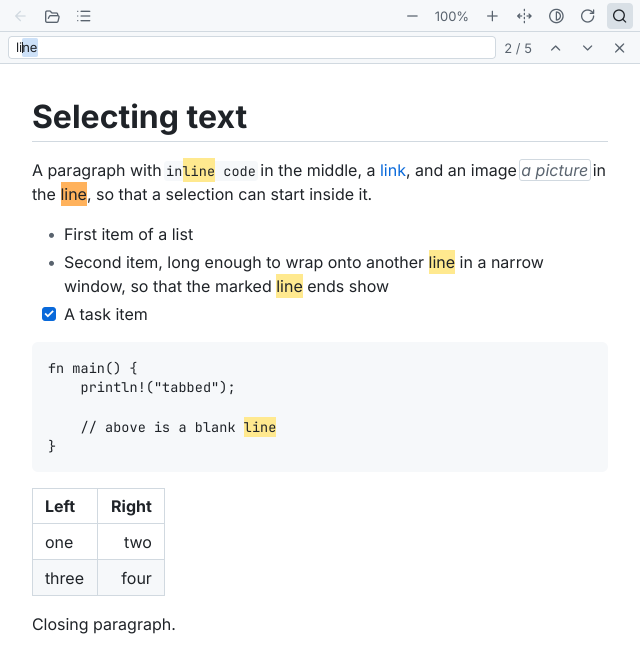 100%
line
2 / 5
Selecting text
A paragraph with inline code in the middle, a link, and an image a picture in
the line, so that a selection can start inside it.
• First item of a list
• Second item, long enough to wrap onto another line in a narrow
window, so that the marked line ends show
A task item
fn main() {
    println!("tabbed");
    // above is a blank line
}
Left Right
one two
three four
Closing paragraph.